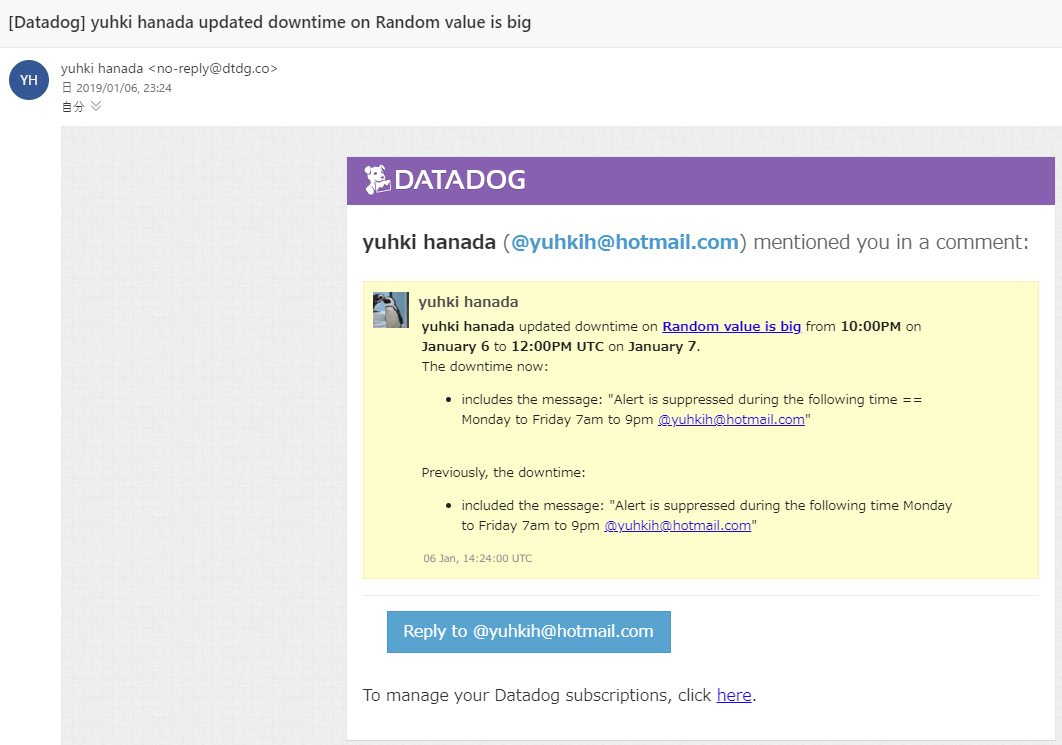 [Datadog] yuhki hanada updated downtime on Random value is big
YH
yuhki hanada <no-reply@dtdg.co>
日 2019/01/06, 23:24
自分
DATADOG
yuhki hanada (@yuhkih@hotmail.com) mentioned you in a comment:
yuhki hanada
yuhki hanada updated downtime on Random value is big from 10:00PM on
January 6 to 12:00PM UTC on January 7.
The downtime now:
• includes the message: "Alert is suppressed during the following time ==
Monday to Friday 7am to 9pm @yuhkih@hotmail.com"
Previously, the downtime:
• included the message: "Alert is suppressed during the following time Monday
to Friday 7am to 9pm @yuhkih@hotmail.com"
06 Jan, 14:24:00 UTC
Reply to @yuhkih@hotmail.com
To manage your Datadog subscriptions, click here.